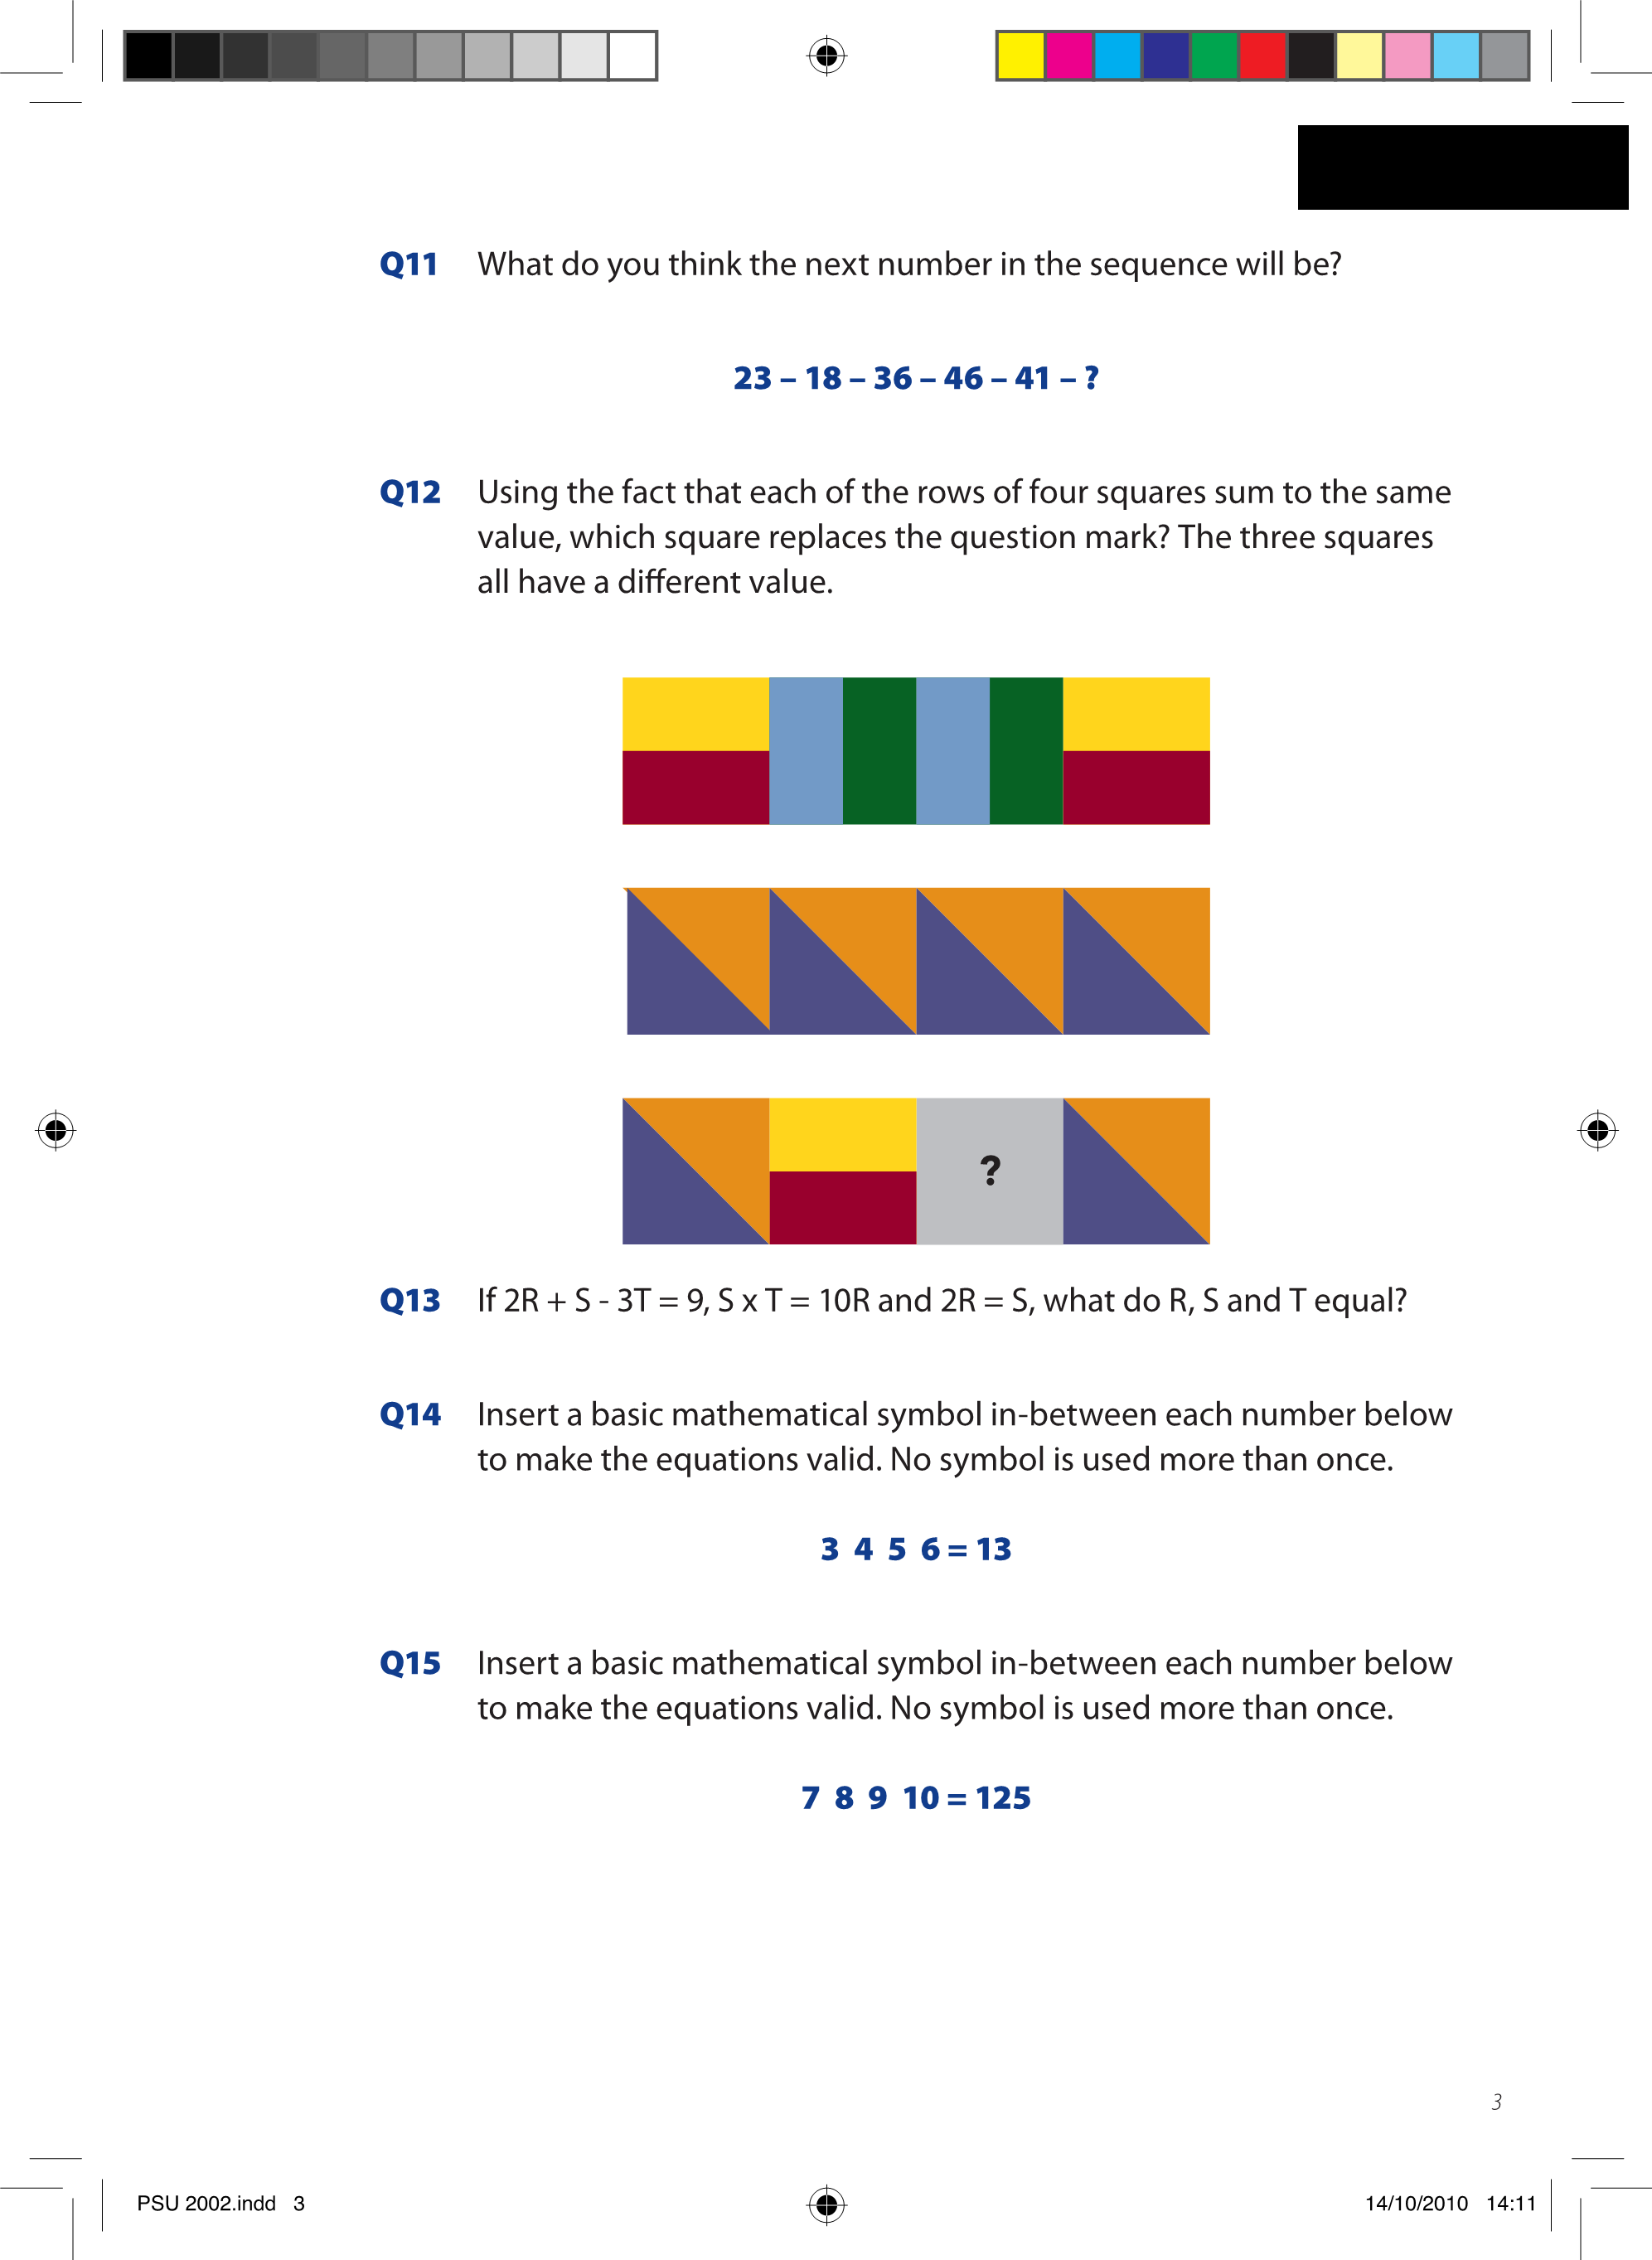 Q11 What do you think the next number in the sequence will be?
23 – 18 – 36 – 46 – 41 – ?
Q12 Using the fact that each of the rows of four squares sum to the same
value, which square replaces the question mark? The three squares
all have a different value.
?
Q13 If 2R + S - 3T = 9, S x T = 10R and 2R = S, what do R, S and T equal?
Q14 Insert a basic mathematical symbol in-between each number below
to make the equations valid. No symbol is used more than once.
3 4 5 6 = 13
Q15 Insert a basic mathematical symbol in-between each number below
to make the equations valid. No symbol is used more than once.
7 8 9 10 = 125
3
PSU 2002.indd 3 14/10/2010 14:11